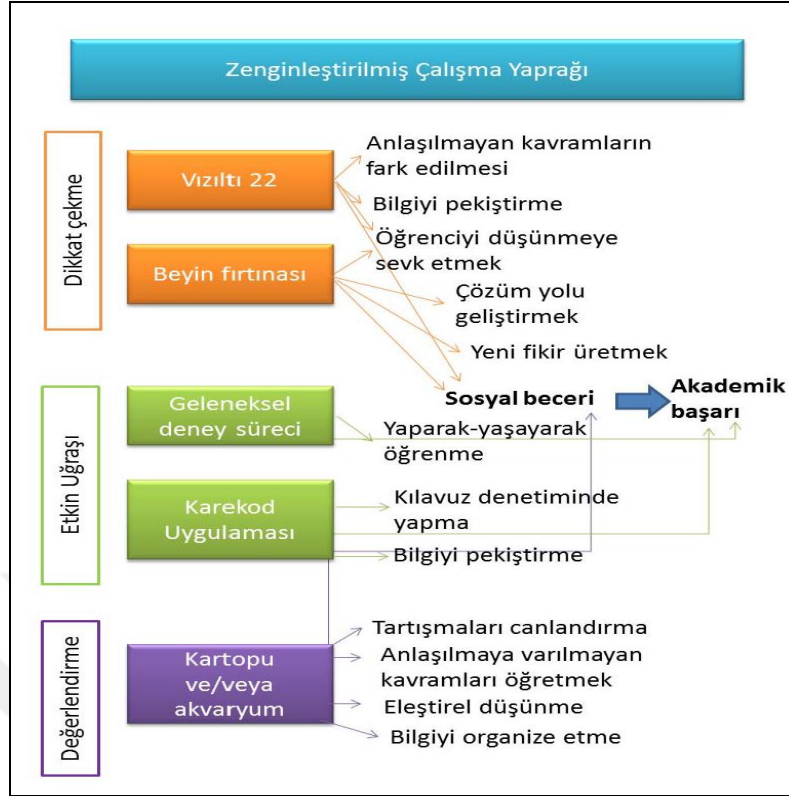 Zenginleştirilmiş Çalışma Yaprağı
Dikkat çekme
Vızıltı 22
Beyin fırtınası
Anlaşılmayan kavramların
fark edilmesi
Bilgiyi pekiştirme
Öğrenciyi düşünmeye
sevk etmek
Çözüm yolu
geliştirmek
Yeni fikir üretmek
Sosyal beceri
Akademik
başarı
Etkin Uğraşı
Geleneksel
deney süreci
Yaparak-yaşayarak
öğrenme
Karekod
Uygulaması
Kılavuz denetiminde
yapma
Bilgiyi pekiştirme
Değerlendirme
Kartopu
ve/veya
akvaryum
Tartışmaları canlandırma
Anlaşılmaya varılmayan
kavramları öğretmek
Eleştirel düşünme
Bilgiyi organize etme